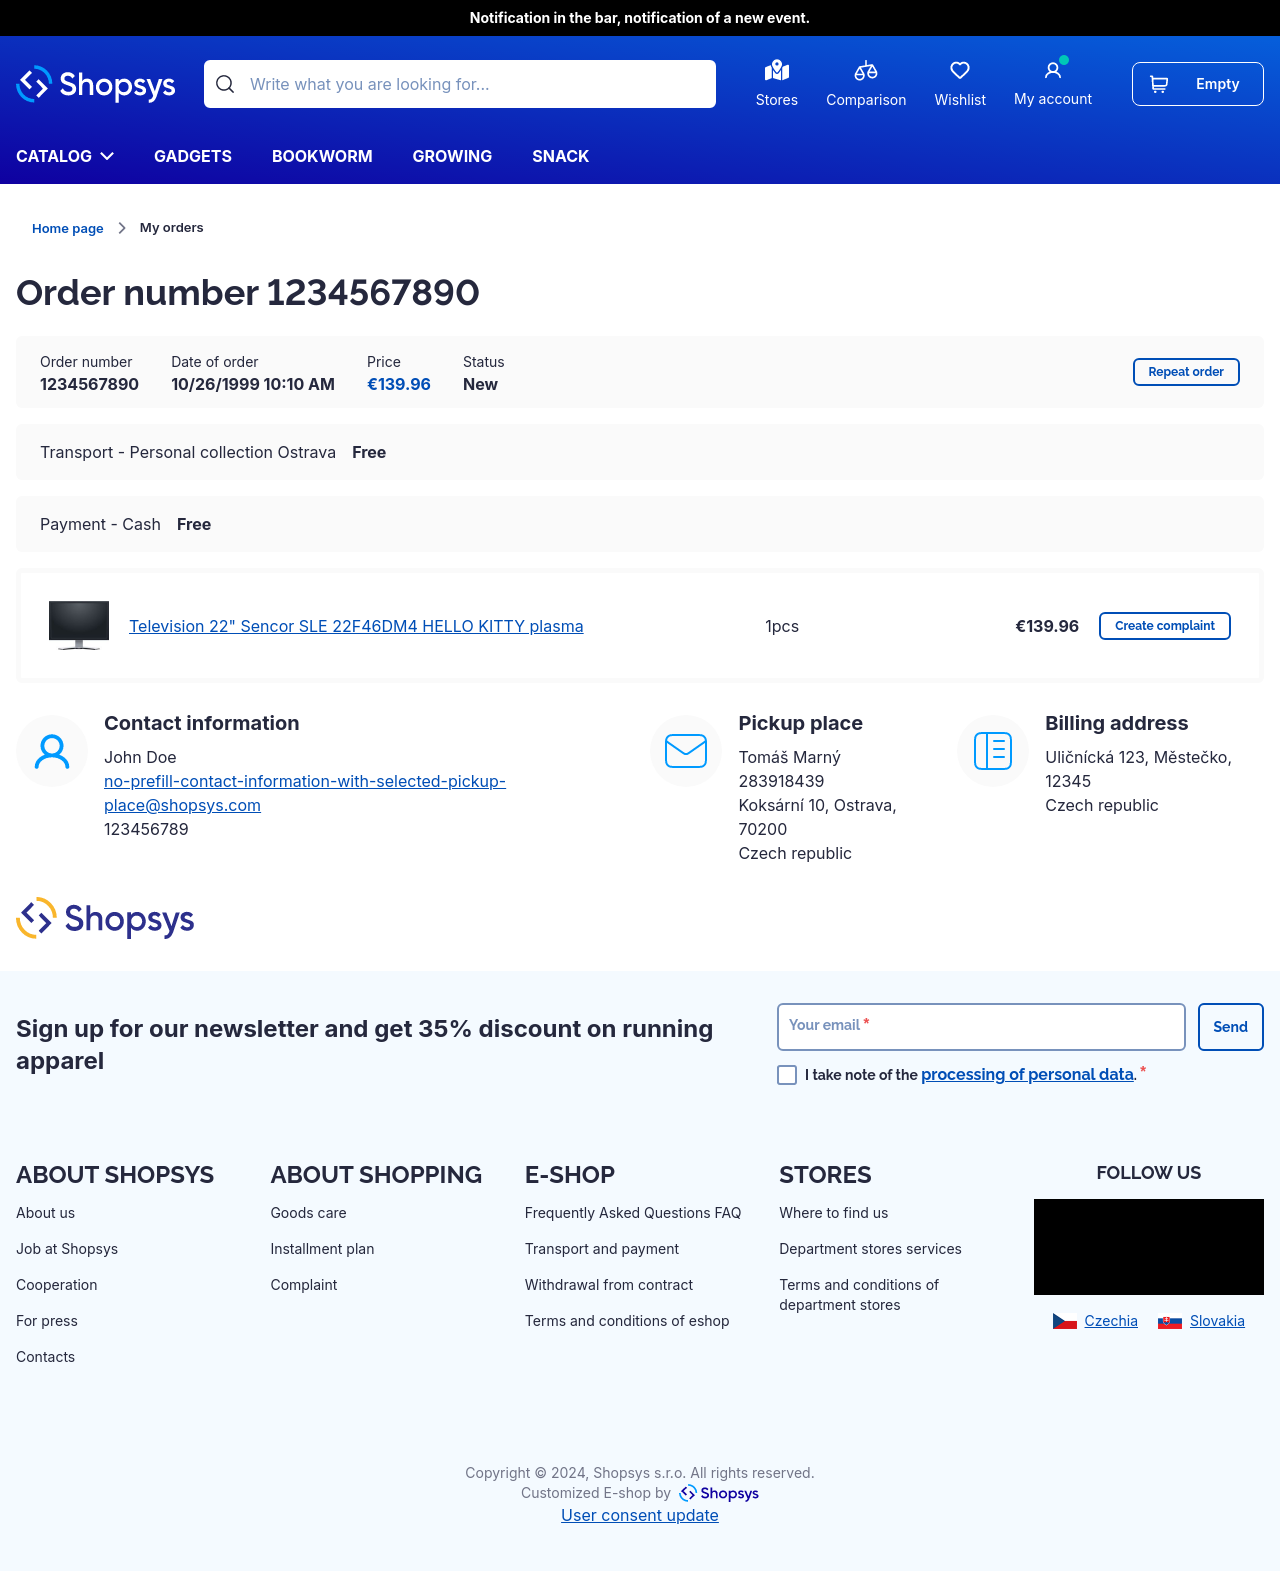 Notification in the bar, notification of a new event.
Shopsys
Write what you are looking for...
Stores
Comparison
Wishlist
My account
Empty
CATALOG
GADGETS
BOOKWORM
GROWING
SNACK
Home page
My orders
Order number 1234567890
Order number
1234567890
Date of order
10/26/1999 10:10 AM
Price
€139.96
Status
New
Repeat order
Transport - Personal collection Ostrava Free
Payment - Cash Free
Television 22" Sencor SLE 22F46DM4 HELLO KITTY plasma
1pcs
€139.96
Create complaint
Contact information
John Doe
no-prefill-contact-information-with-selected-pickup-
place@shopsys.com
123456789
Pickup place
Tomáš Marný
283918439
Koksární 10, Ostrava,
70200
Czech republic
Billing address
Uličnícká 123, Městečko,
12345
Czech republic
Shopsys
Sign up for our newsletter and get 35% discount on running
apparel
Your email *
Send
I take note of the processing of personal data. *
ABOUT SHOPSYS
About us
Job at Shopsys
Cooperation
For press
Contacts
ABOUT SHOPPING
Goods care
Installment plan
Complaint
E-SHOP
Frequently Asked Questions FAQ
Transport and payment
Withdrawal from contract
Terms and conditions of eshop
STORES
Where to find us
Department stores services
Terms and conditions of
department stores
FOLLOW US
Czechia
Slovakia
Copyright © 2024, Shopsys s.r.o. All rights reserved.
Customized E-shop by Shopsys
User consent update